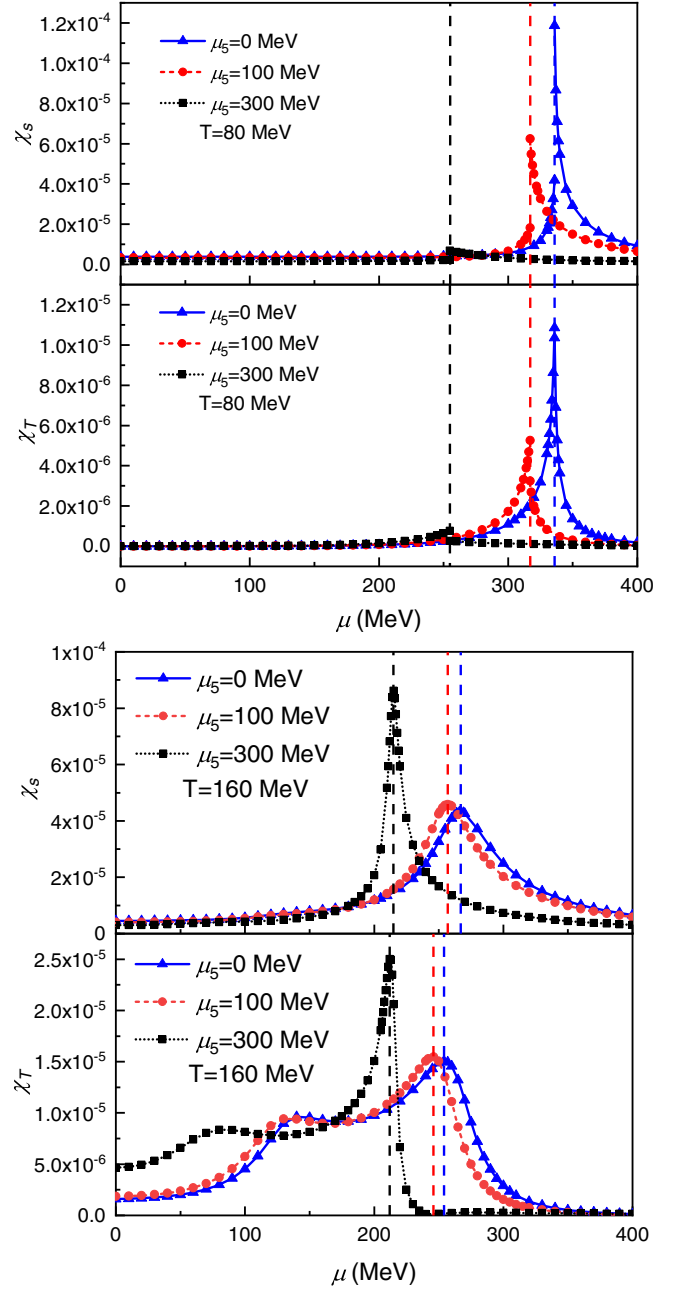 1.2x10⁻⁴
1.0x10⁻⁴
8.0x10⁻⁵
6.0x10⁻⁵
4.0x10⁻⁵
2.0x10⁻⁵
0.0
χₛ
μ₅=0 MeV
μ₅=100 MeV
μ₅=300 MeV
T=80 MeV
1.2x10⁻⁵
1.0x10⁻⁵
8.0x10⁻⁶
6.0x10⁻⁶
4.0x10⁻⁶
2.0x10⁻⁶
0.0
χ_T
μ₅=0 MeV
μ₅=100 MeV
μ₅=300 MeV
T=80 MeV
0 100 200 300 400
μ (MeV)
1x10⁻⁴
8x10⁻⁵
6x10⁻⁵
4x10⁻⁵
2x10⁻⁵
0
χₛ
μ₅=0 MeV
μ₅=100 MeV
μ₅=300 MeV
T=160 MeV
2.5x10⁻⁵
2.0x10⁻⁵
1.5x10⁻⁵
1.0x10⁻⁵
5.0x10⁻⁶
0.0
χ_T
μ₅=0 MeV
μ₅=100 MeV
μ₅=300 MeV
T=160 MeV
0 100 200 300 400
μ (MeV)